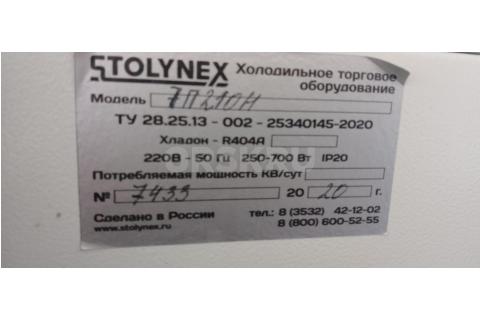 STOLYNEX Холодильное торговое оборудование
Модель 7П210Н
ТУ 28.25.13 - 002 - 25340145-2020
Хладон - R404A
220В - 50 Гц 250-700 Вт IP20
Потребляемая мощность КВ/сут
№ 7433 20 20 г.
Сделано в России тел.: 8 (3532) 42-12-02
www.stolynex.ru 8 (800) 600-52-55